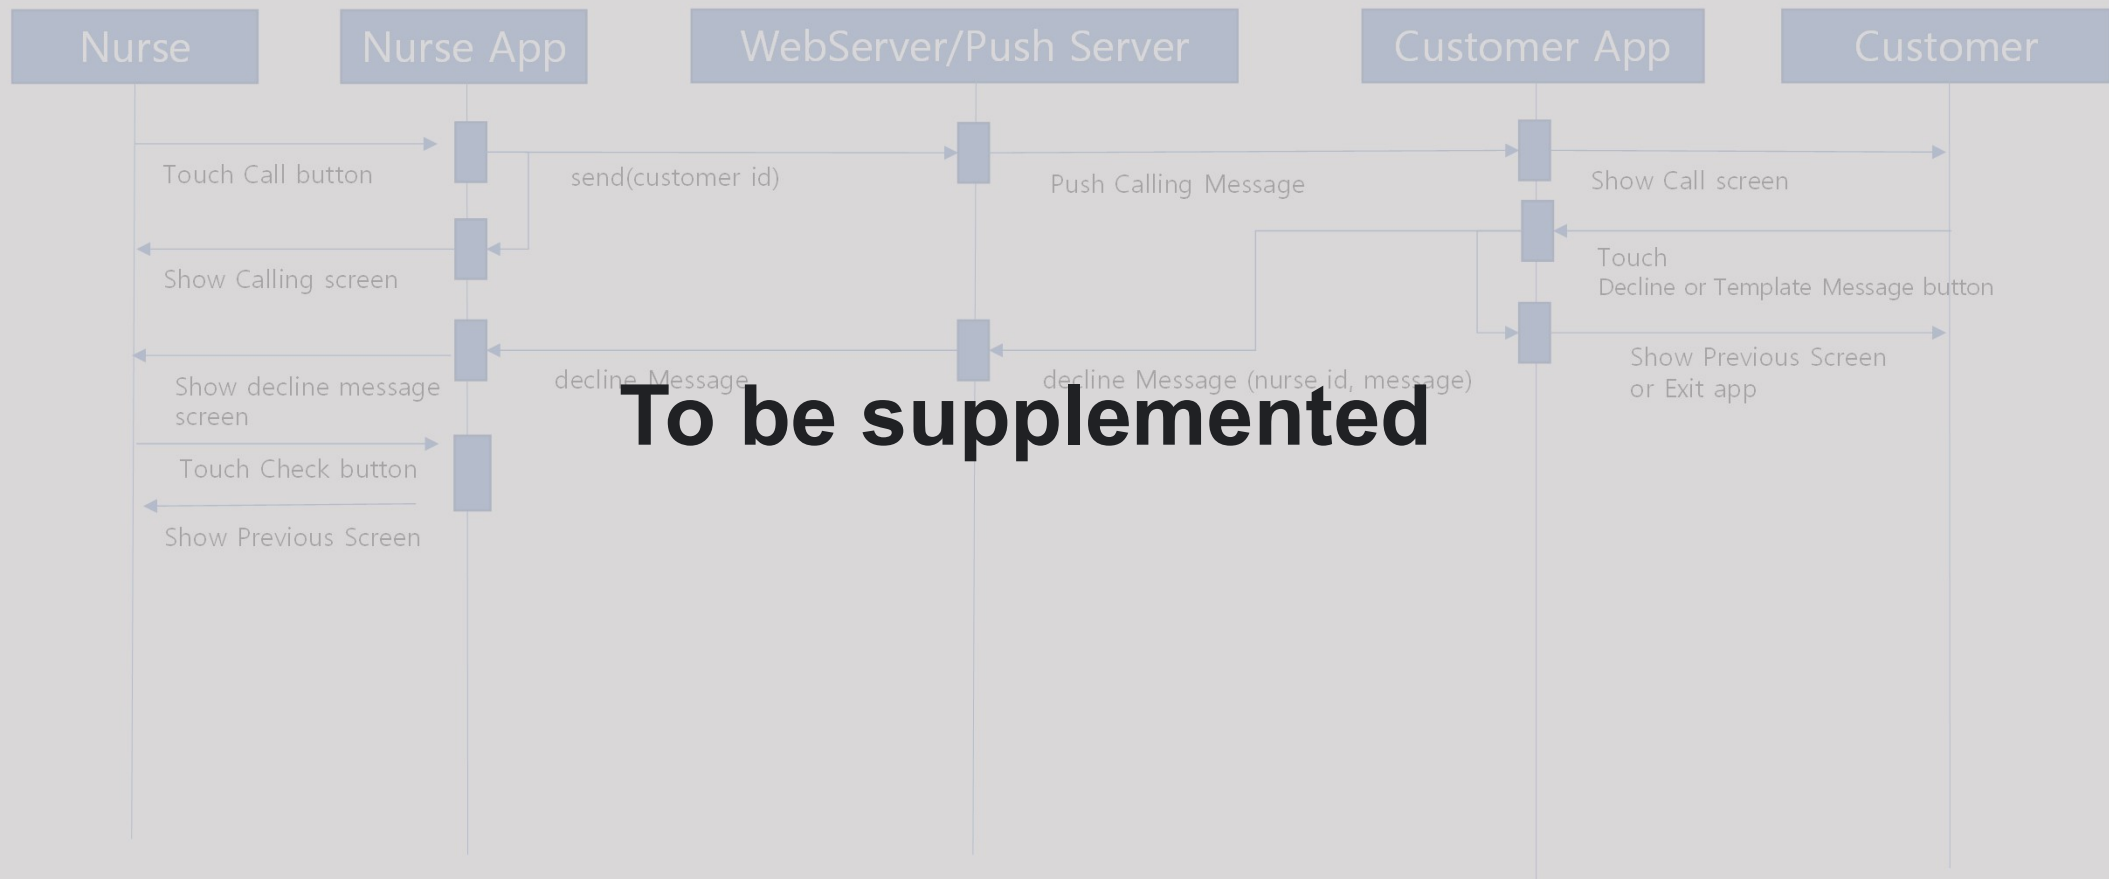 Nurse
Nurse App
WebServer/Push Server
Customer App
Customer
Touch Call button
send(customer id)
Push Calling Message
Show Call screen
Show Calling screen
Touch
Decline or Template Message button
Show decline message
screen
decline Message
decline Message (nurse id, message)
Show Previous Screen
or Exit app
To be supplemented
Touch Check button
Show Previous Screen